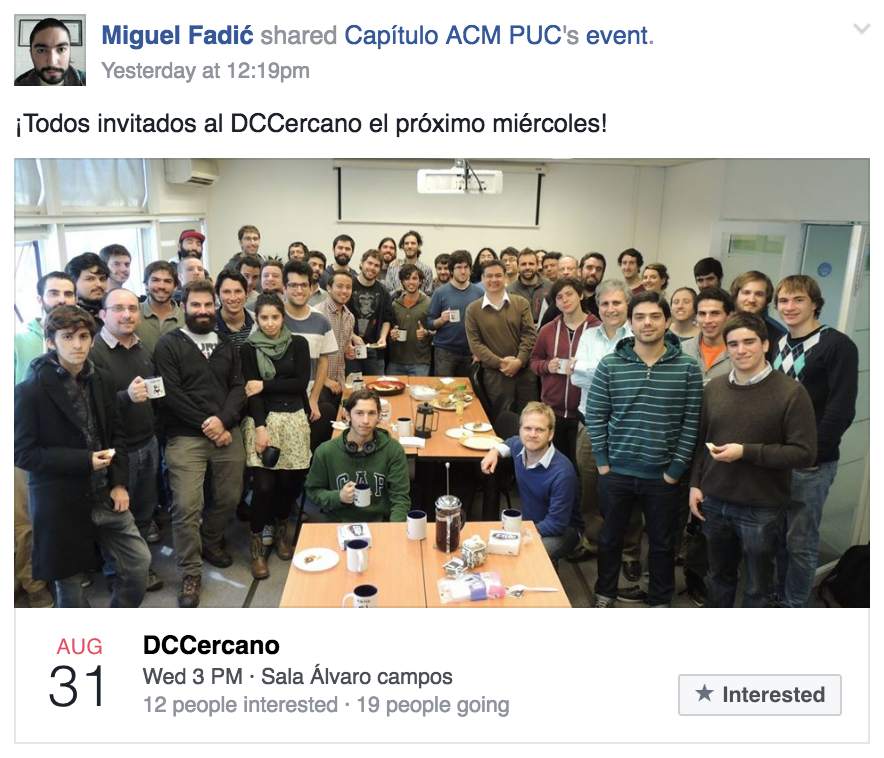 Miguel Fadić shared Capítulo ACM PUC's event.
Yesterday at 12:19pm
¡Todos invitados al DCCercano el próximo miércoles!
GAP
AUG
31
DCCercano
Wed 3 PM · Sala Álvaro campos
12 people interested · 19 people going
★ Interested